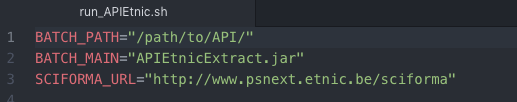 run_APIEtnic.sh
1 BATCH_PATH="/path/to/API/"
2 BATCH_MAIN="APIEtnicExtract.jar"
3 SCIFORMA_URL="http://www.psnext.etnic.be/sciforma"